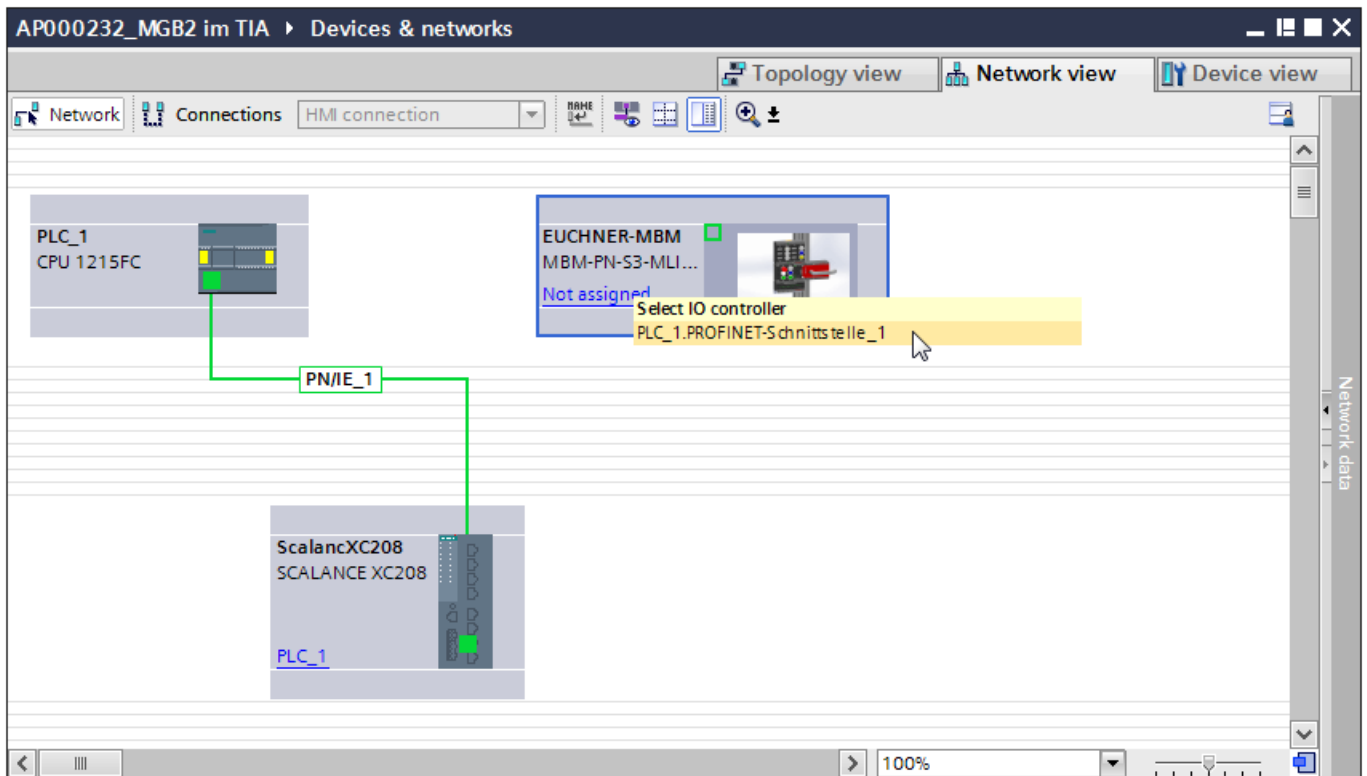 AP000232_MGB2 im TIA ▸ Devices & networks
Topology view
Network view
Device view
Network
Connections
HMI connection
NAME
PLC_1
CPU 1215FC
EUCHNER-MBM
MBM-PN-S3-MLI...
Not assigned
Select IO controller
PLC_1.PROFINET-Schnittstelle_1
PN/IE_1
Network data
ScalancXC208
SCALANCE XC208
PLC_1
100%